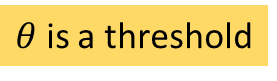 θ is a threshold